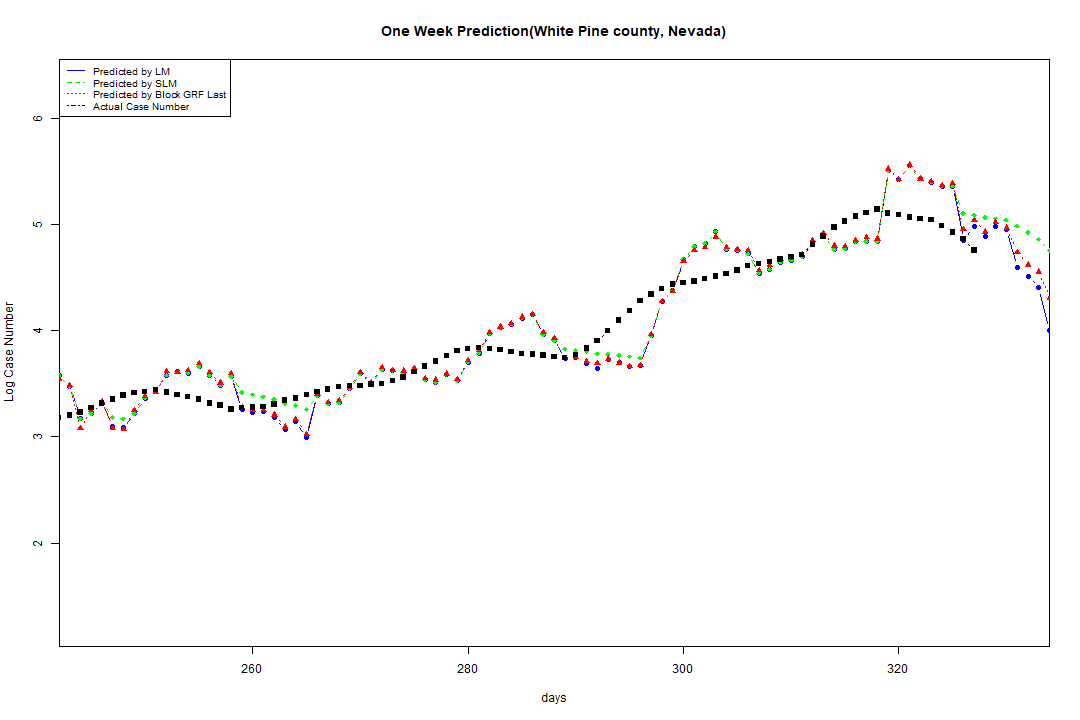 One Week Prediction(White Pine county, Nevada)
Predicted by LM
Predicted by SLM
Predicted by Block GRF Last
Actual Case Number
Log Case Number
6
5
4
3
2
260 280 300 320
days